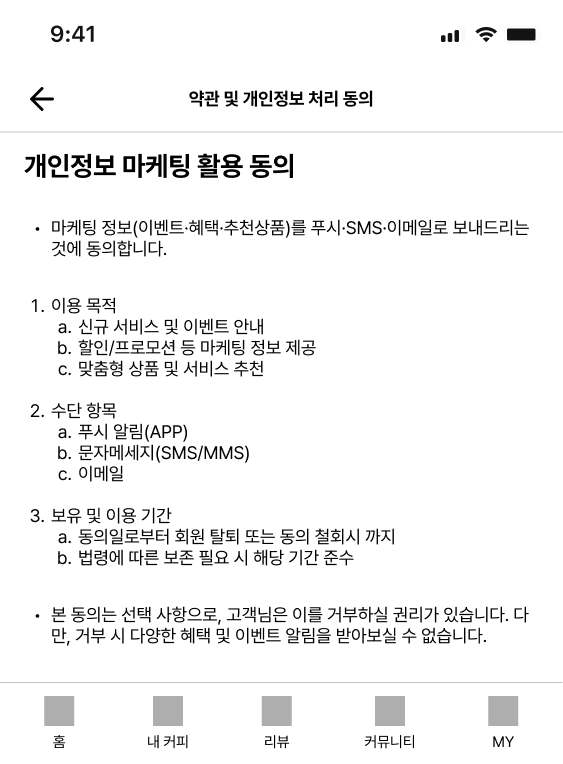 9:41
약관 및 개인정보 처리 동의
개인정보 마케팅 활용 동의
• 마케팅 정보(이벤트·혜택·추천상품)를 푸시·SMS·이메일로 보내드리는
것에 동의합니다.
1. 이용 목적
a. 신규 서비스 및 이벤트 안내
b. 할인/프로모션 등 마케팅 정보 제공
c. 맞춤형 상품 및 서비스 추천
2. 수단 항목
a. 푸시 알림(APP)
b. 문자메세지(SMS/MMS)
c. 이메일
3. 보유 및 이용 기간
a. 동의일로부터 회원 탈퇴 또는 동의 철회시 까지
b. 법령에 따른 보존 필요 시 해당 기간 준수
• 본 동의는 선택 사항으로, 고객님은 이를 거부하실 권리가 있습니다. 다
만, 거부 시 다양한 혜택 및 이벤트 알림을 받아보실 수 없습니다.
홈 내 커피 리뷰 커뮤니티 MY